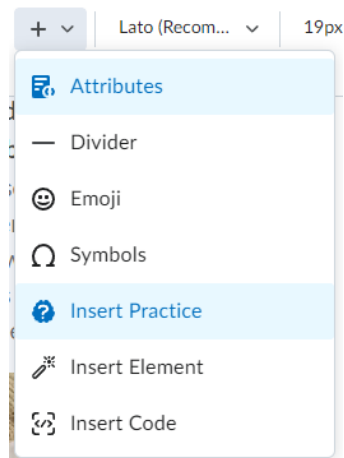 Lato (Recom... 19px
Attributes
Divider
Emoji
Symbols
Insert Practice
Insert Element
Insert Code